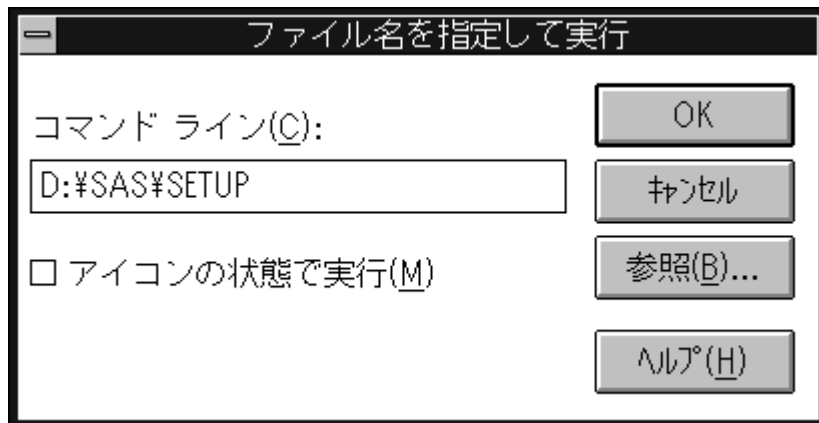 ファイル名を指定して実行
コマンド ライン(C):
D:¥SAS¥SETUP
アイコンの状態で実行(M)
OK
ｷｬﾝｾﾙ
参照(B)...
ﾍﾙﾌﾟ(H)